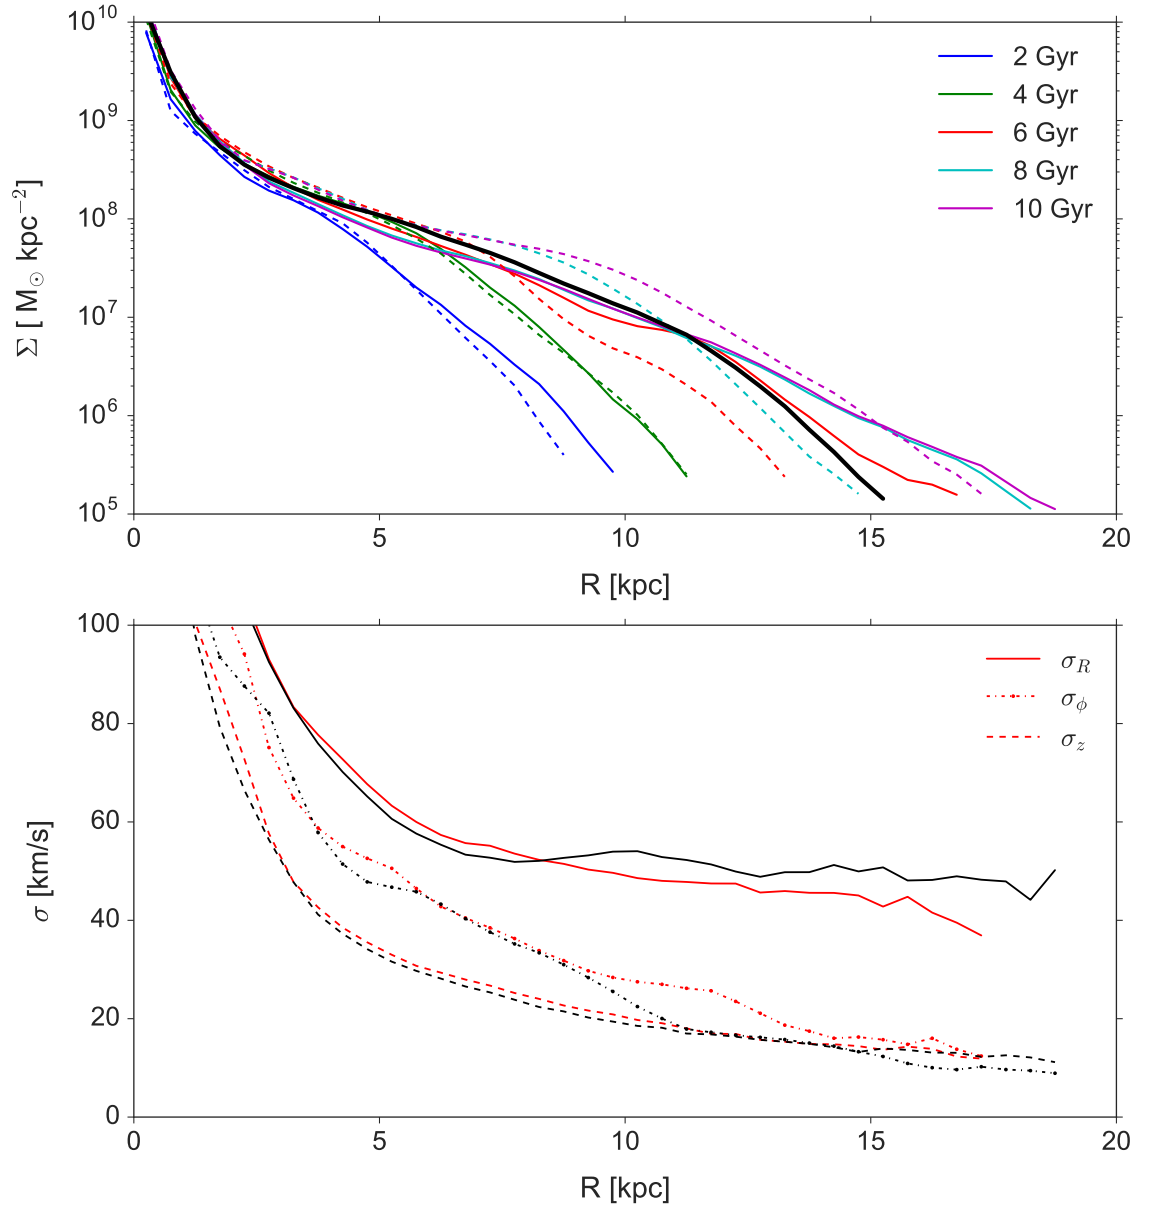 10^10
10^9
10^8
10^7
10^6
10^5
Σ [ M_⊙ kpc^−2]
2 Gyr
4 Gyr
6 Gyr
8 Gyr
10 Gyr
0 5 10 15 20
R [kpc]
100
80
60
40
20
0
σ [km/s]
σ_R
σ_ϕ
σ_z
0 5 10 15 20
R [kpc]